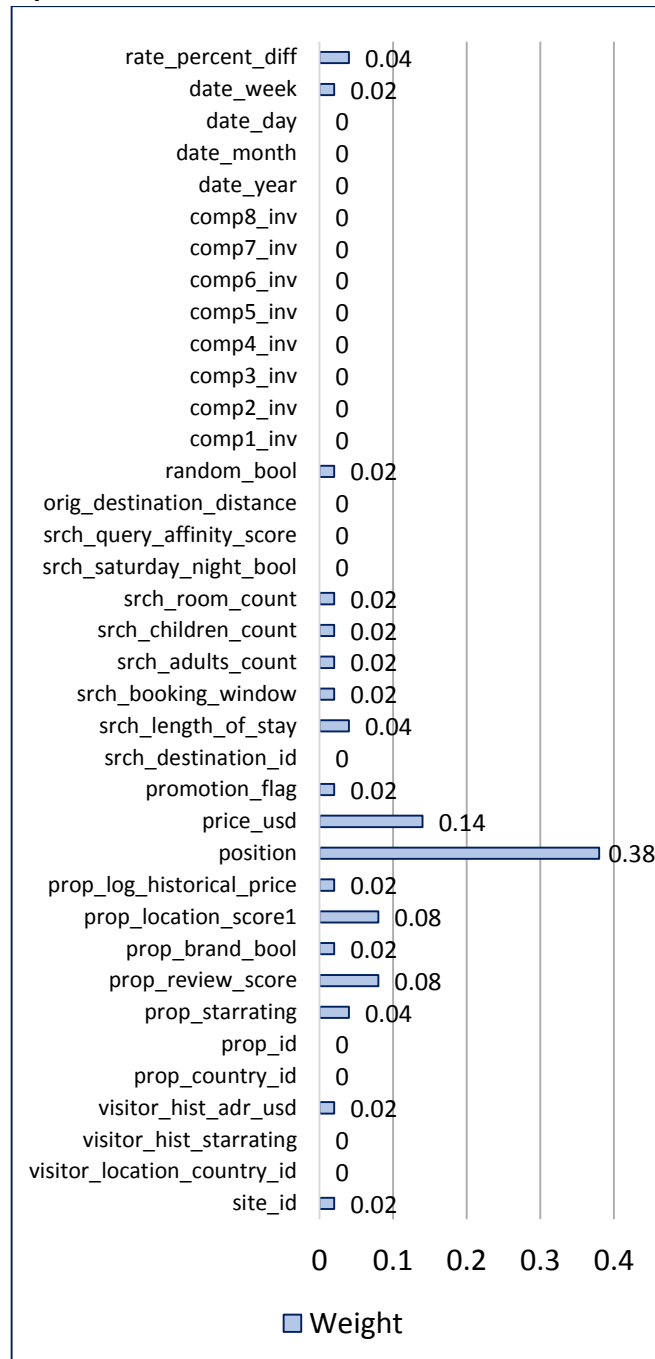 rate_percent_diff 0.04
date_week 0.02
date_day 0
date_month 0
date_year 0
comp8_inv 0
comp7_inv 0
comp6_inv 0
comp5_inv 0
comp4_inv 0
comp3_inv 0
comp2_inv 0
comp1_inv 0
random_bool 0.02
orig_destination_distance 0
srch_query_affinity_score 0
srch_saturday_night_bool 0
srch_room_count 0.02
srch_children_count 0.02
srch_adults_count 0.02
srch_booking_window 0.02
srch_length_of_stay 0.04
srch_destination_id 0
promotion_flag 0.02
price_usd 0.14
position 0.38
prop_log_historical_price 0.02
prop_location_score1 0.08
prop_brand_bool 0.02
prop_review_score 0.08
prop_starrating 0.04
prop_id 0
prop_country_id 0
visitor_hist_adr_usd 0.02
visitor_hist_starrating 0
visitor_location_country_id 0
site_id 0.02
0 0.1 0.2 0.3 0.4
Weight